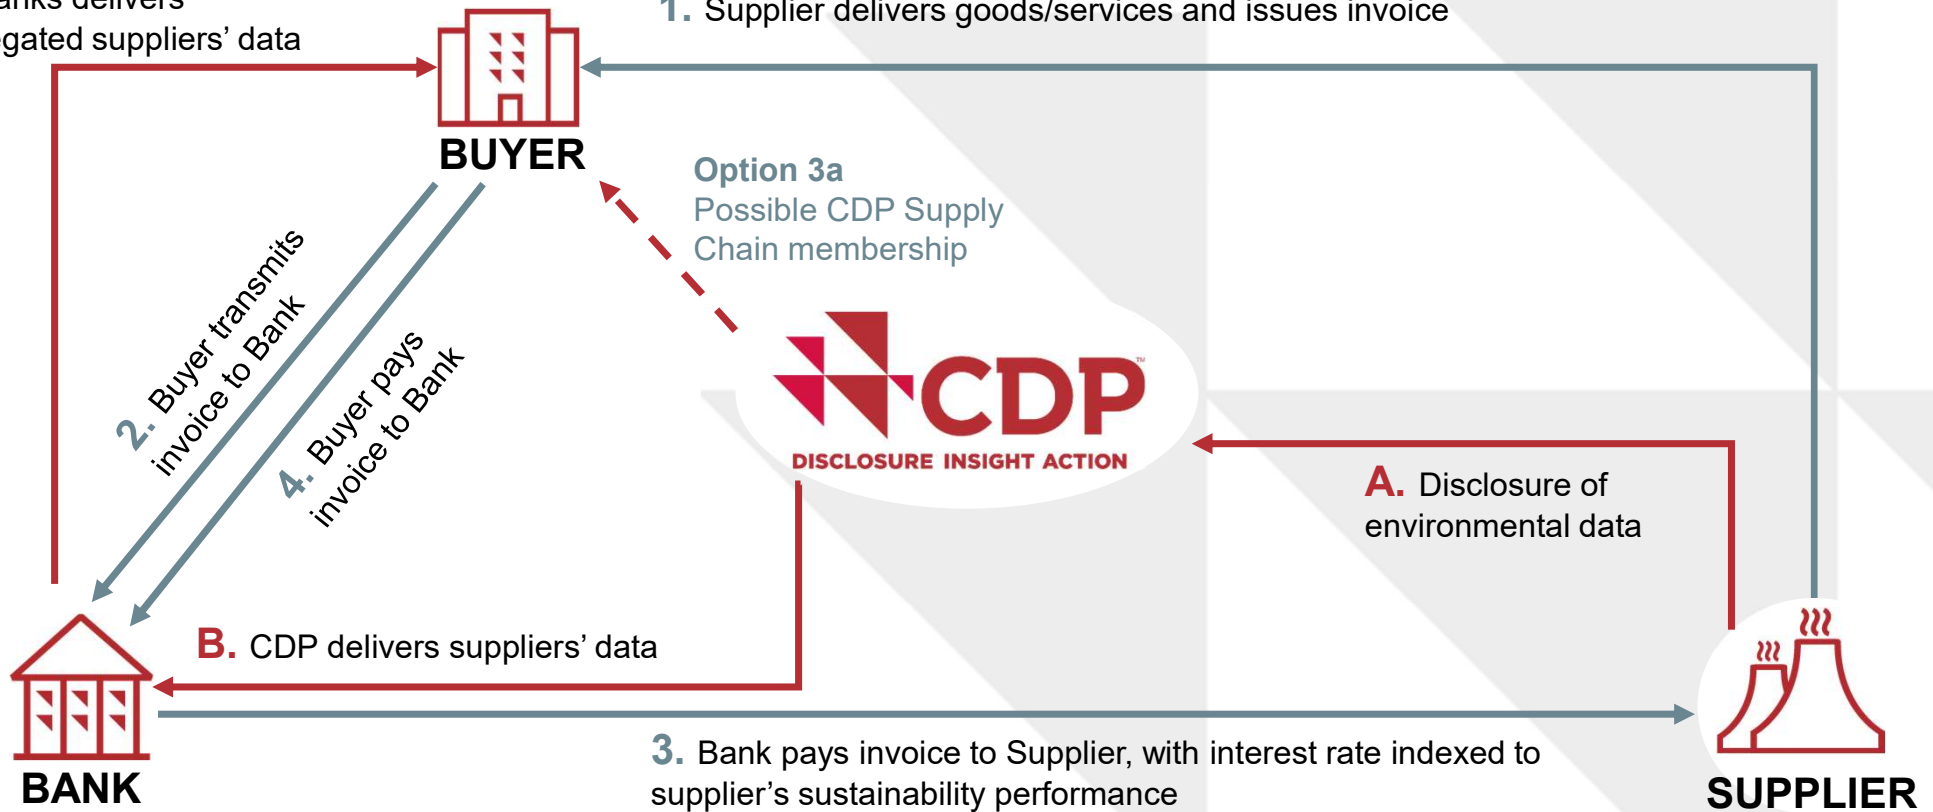 delivers
suppliers’ data
1. Supplier delivers goods/services and issues invoice
BUYER
Option 3a
Possible CDP Supply
Chain membership
2. Buyer transmits
invoice to Bank
4. Buyer pays
invoice to Bank
CDP™
DISCLOSURE INSIGHT ACTION
A. Disclosure of
environmental data
B. CDP delivers suppliers’ data
3. Bank pays invoice to Supplier, with interest rate indexed to
supplier’s sustainability performance
BANK
SUPPLIER